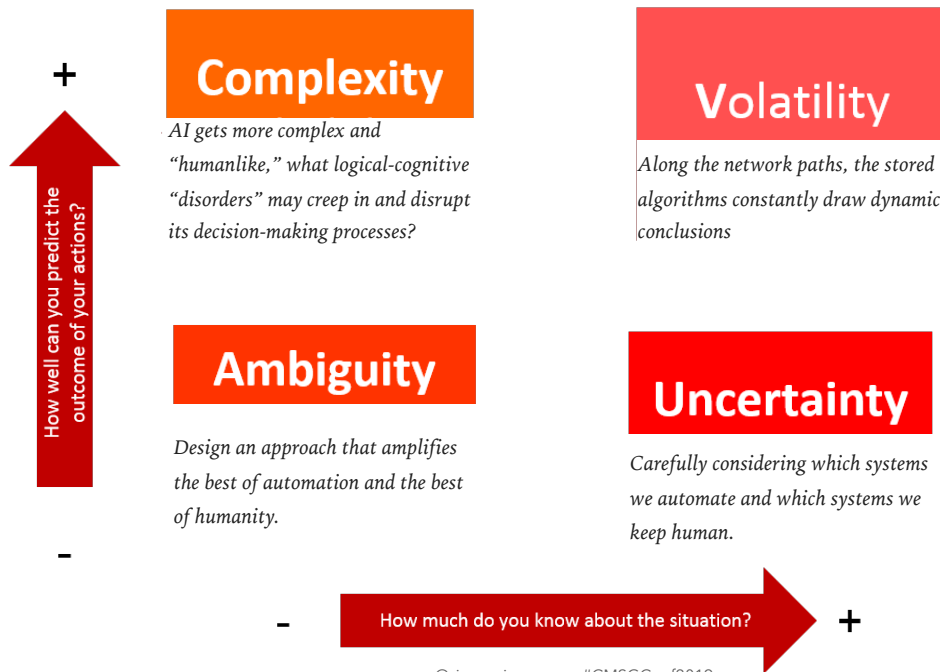 +
Complexity
AI gets more complex and
“humanlike,” what logical-cognitive
“disorders” may creep in and disrupt
its decision-making processes?
Volatility
Along the network paths, the stored
algorithms constantly draw dynamic
conclusions
How well can you predict the
outcome of your actions?
Ambiguity
Design an approach that amplifies
the best of automation and the best
of humanity.
Uncertainty
Carefully considering which systems
we automate and which systems we
keep human.
-
-
How much do you know about the situation?
+